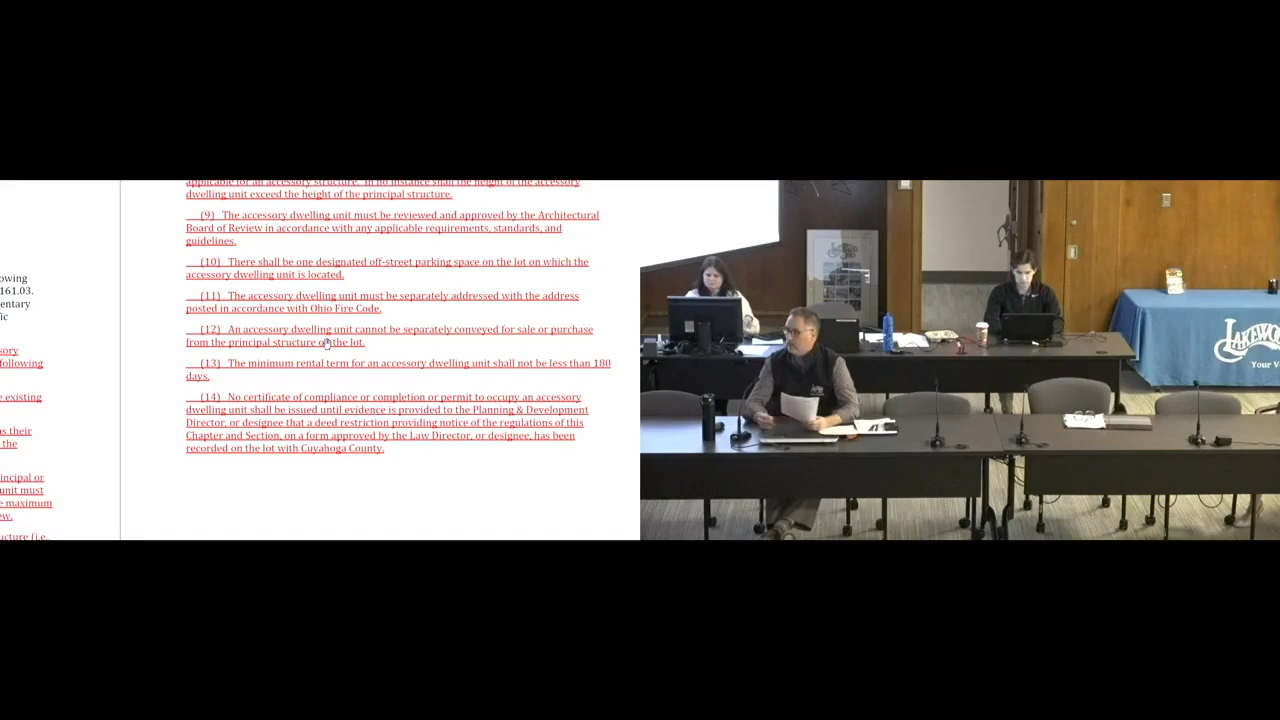 applicable for an accessory structure. In no instance shall the height of the accessory
dwelling unit exceed the height of the principal structure.
(9) The accessory dwelling unit must be reviewed and approved by the Architectural
Board of Review in accordance with any applicable requirements, standards, and
guidelines.
(10) There shall be one designated off-street parking space on the lot on which the
accessory dwelling unit is located.
(11) The accessory dwelling unit must be separately addressed with the address
posted in accordance with Ohio Fire Code.
(12) An accessory dwelling unit cannot be separately conveyed for sale or purchase
from the principal structure on the lot.
(13) The minimum rental term for an accessory dwelling unit shall not be less than 180
days.
(14) No certificate of compliance or completion or permit to occupy an accessory
dwelling unit shall be issued until evidence is provided to the Planning & Development
Director, or designee that a deed restriction providing notice of the regulations of this
Chapter and Section, on a form approved by the Law Director, or designee, has been
recorded on the lot with Cuyahoga County.
owing
161.03.
entary
fic
sory
following
e existing
as their
the
incipal or
unit must
e maximum
ew.
ucture (i.e.,
LAKEWO
Your V